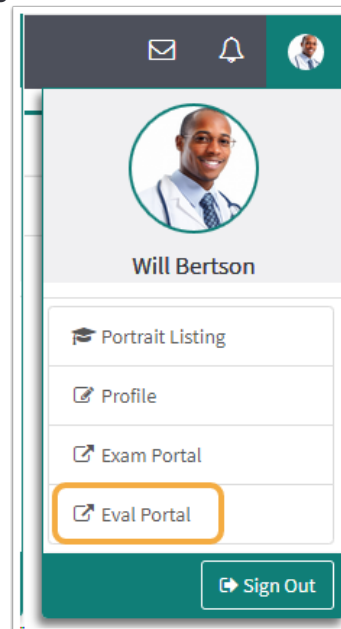 Will Bertson
Portrait Listing
Profile
Exam Portal
Eval Portal
Sign Out